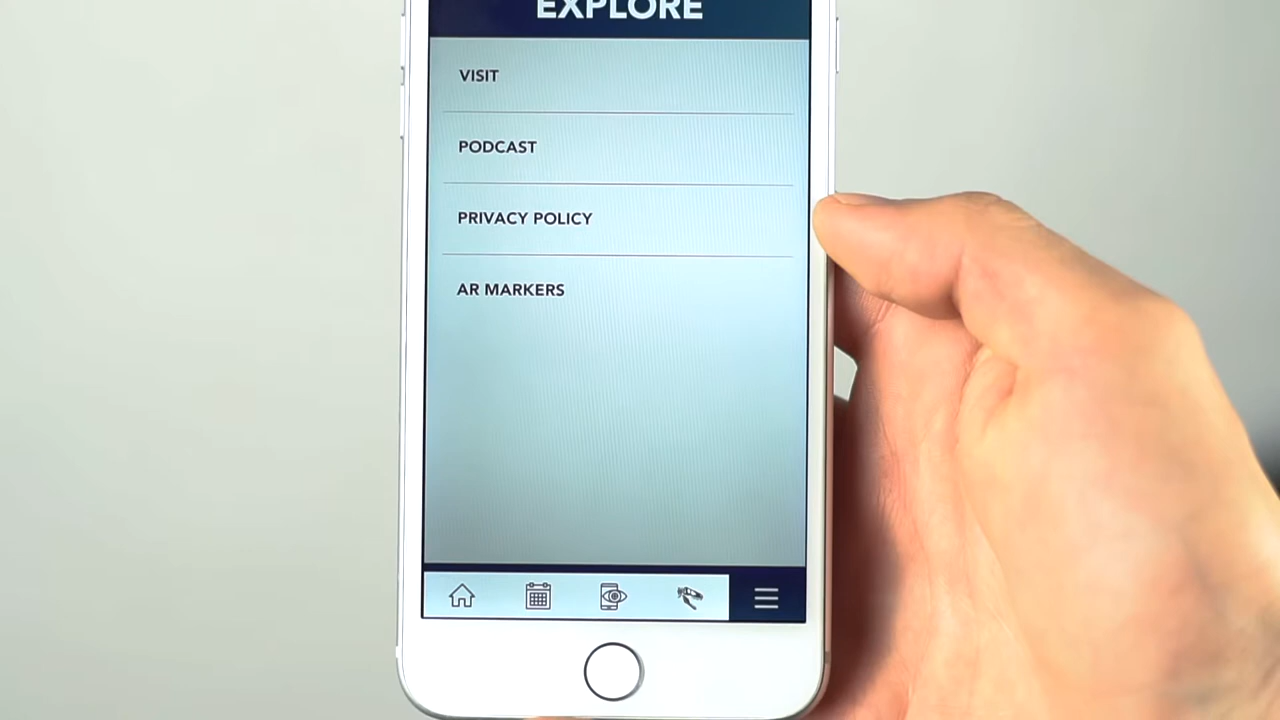 EXPLORE
VISIT
PODCAST
PRIVACY POLICY
AR MARKERS